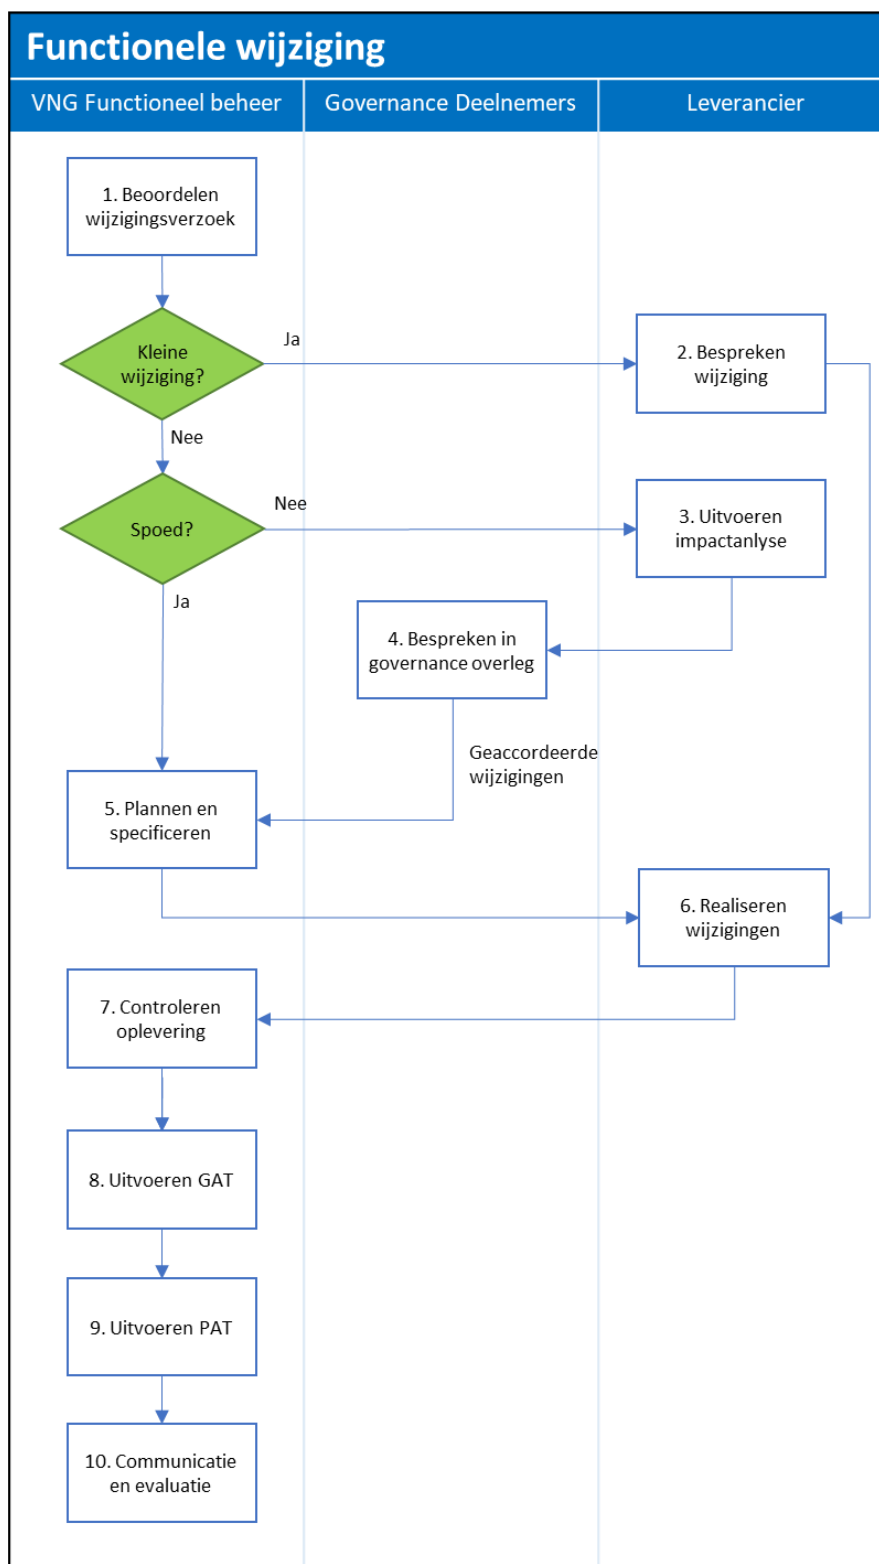 Functionele wijziging
VNG Functioneel beheer
Governance Deelnemers
Leverancier
1. Beoordelen
wijzigingsverzoek
Kleine
wijziging?
Ja
2. Bespreken
wijziging
Nee
Spoed?
Nee
3. Uitvoeren
impactanlyse
Ja
4. Bespreken in
governance overleg
Geaccordeerde
wijzigingen
5. Plannen en
specificeren
6. Realiseren
wijzigingen
7. Controleren
oplevering
8. Uitvoeren GAT
9. Uitvoeren PAT
10. Communicatie
en evaluatie